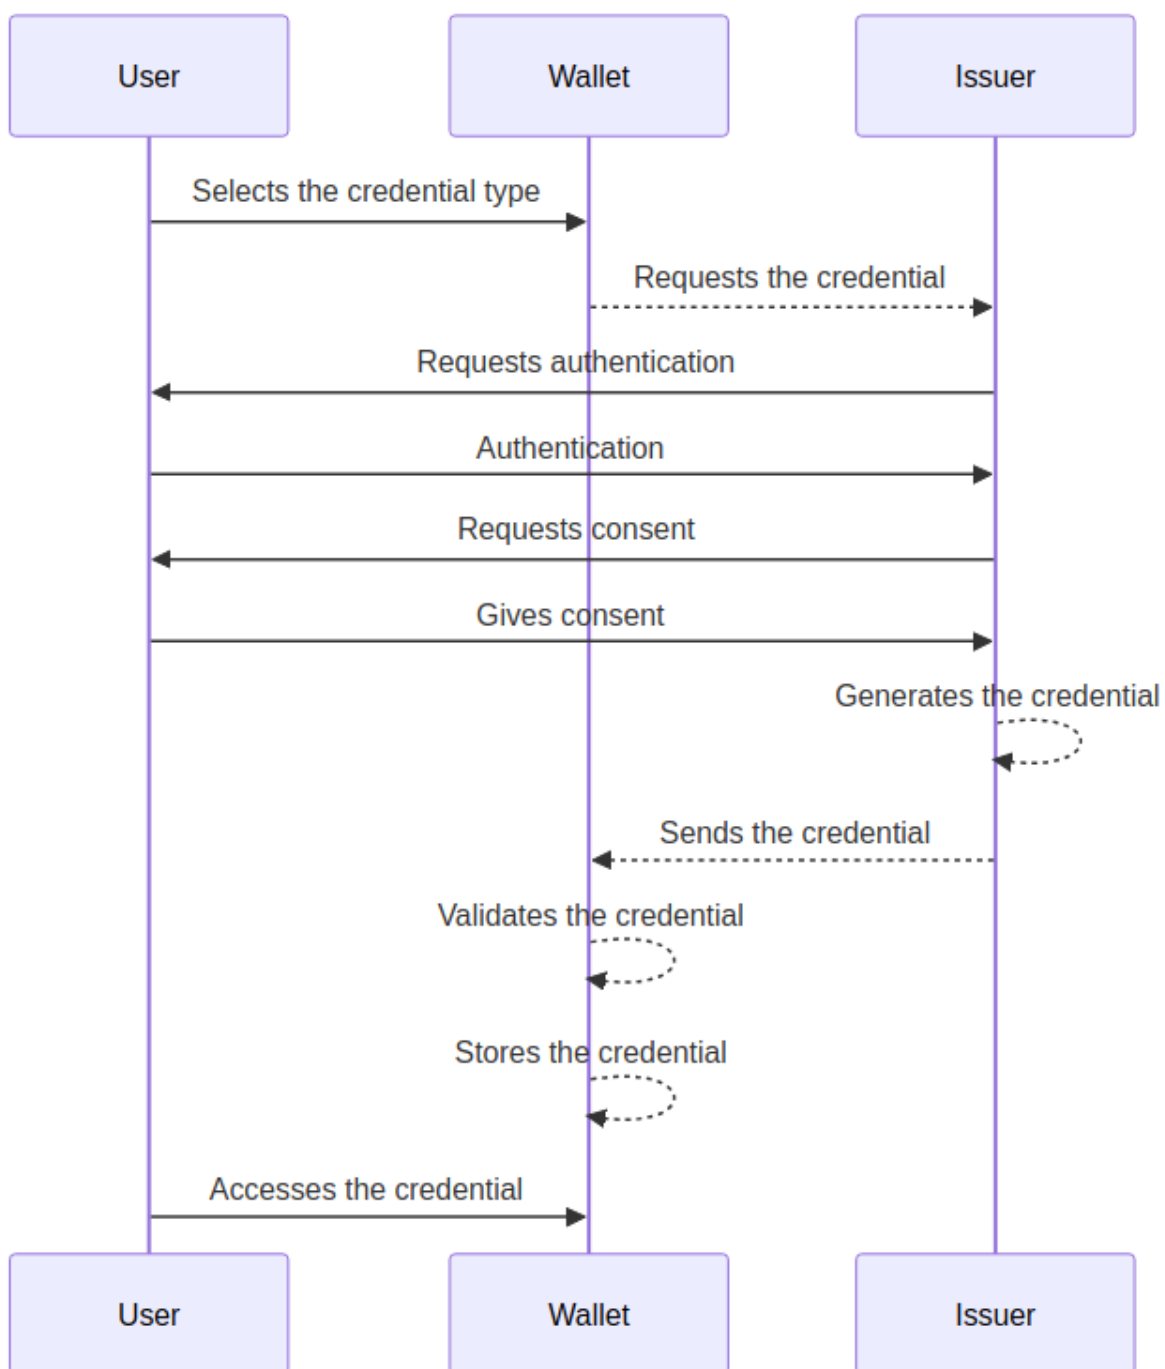 User
Wallet
Issuer
Selects the credential type
Requests the credential
Requests authentication
Authentication
Requests consent
Gives consent
Generates the credential
Sends the credential
Validates the credential
Stores the credential
Accesses the credential
User
Wallet
Issuer